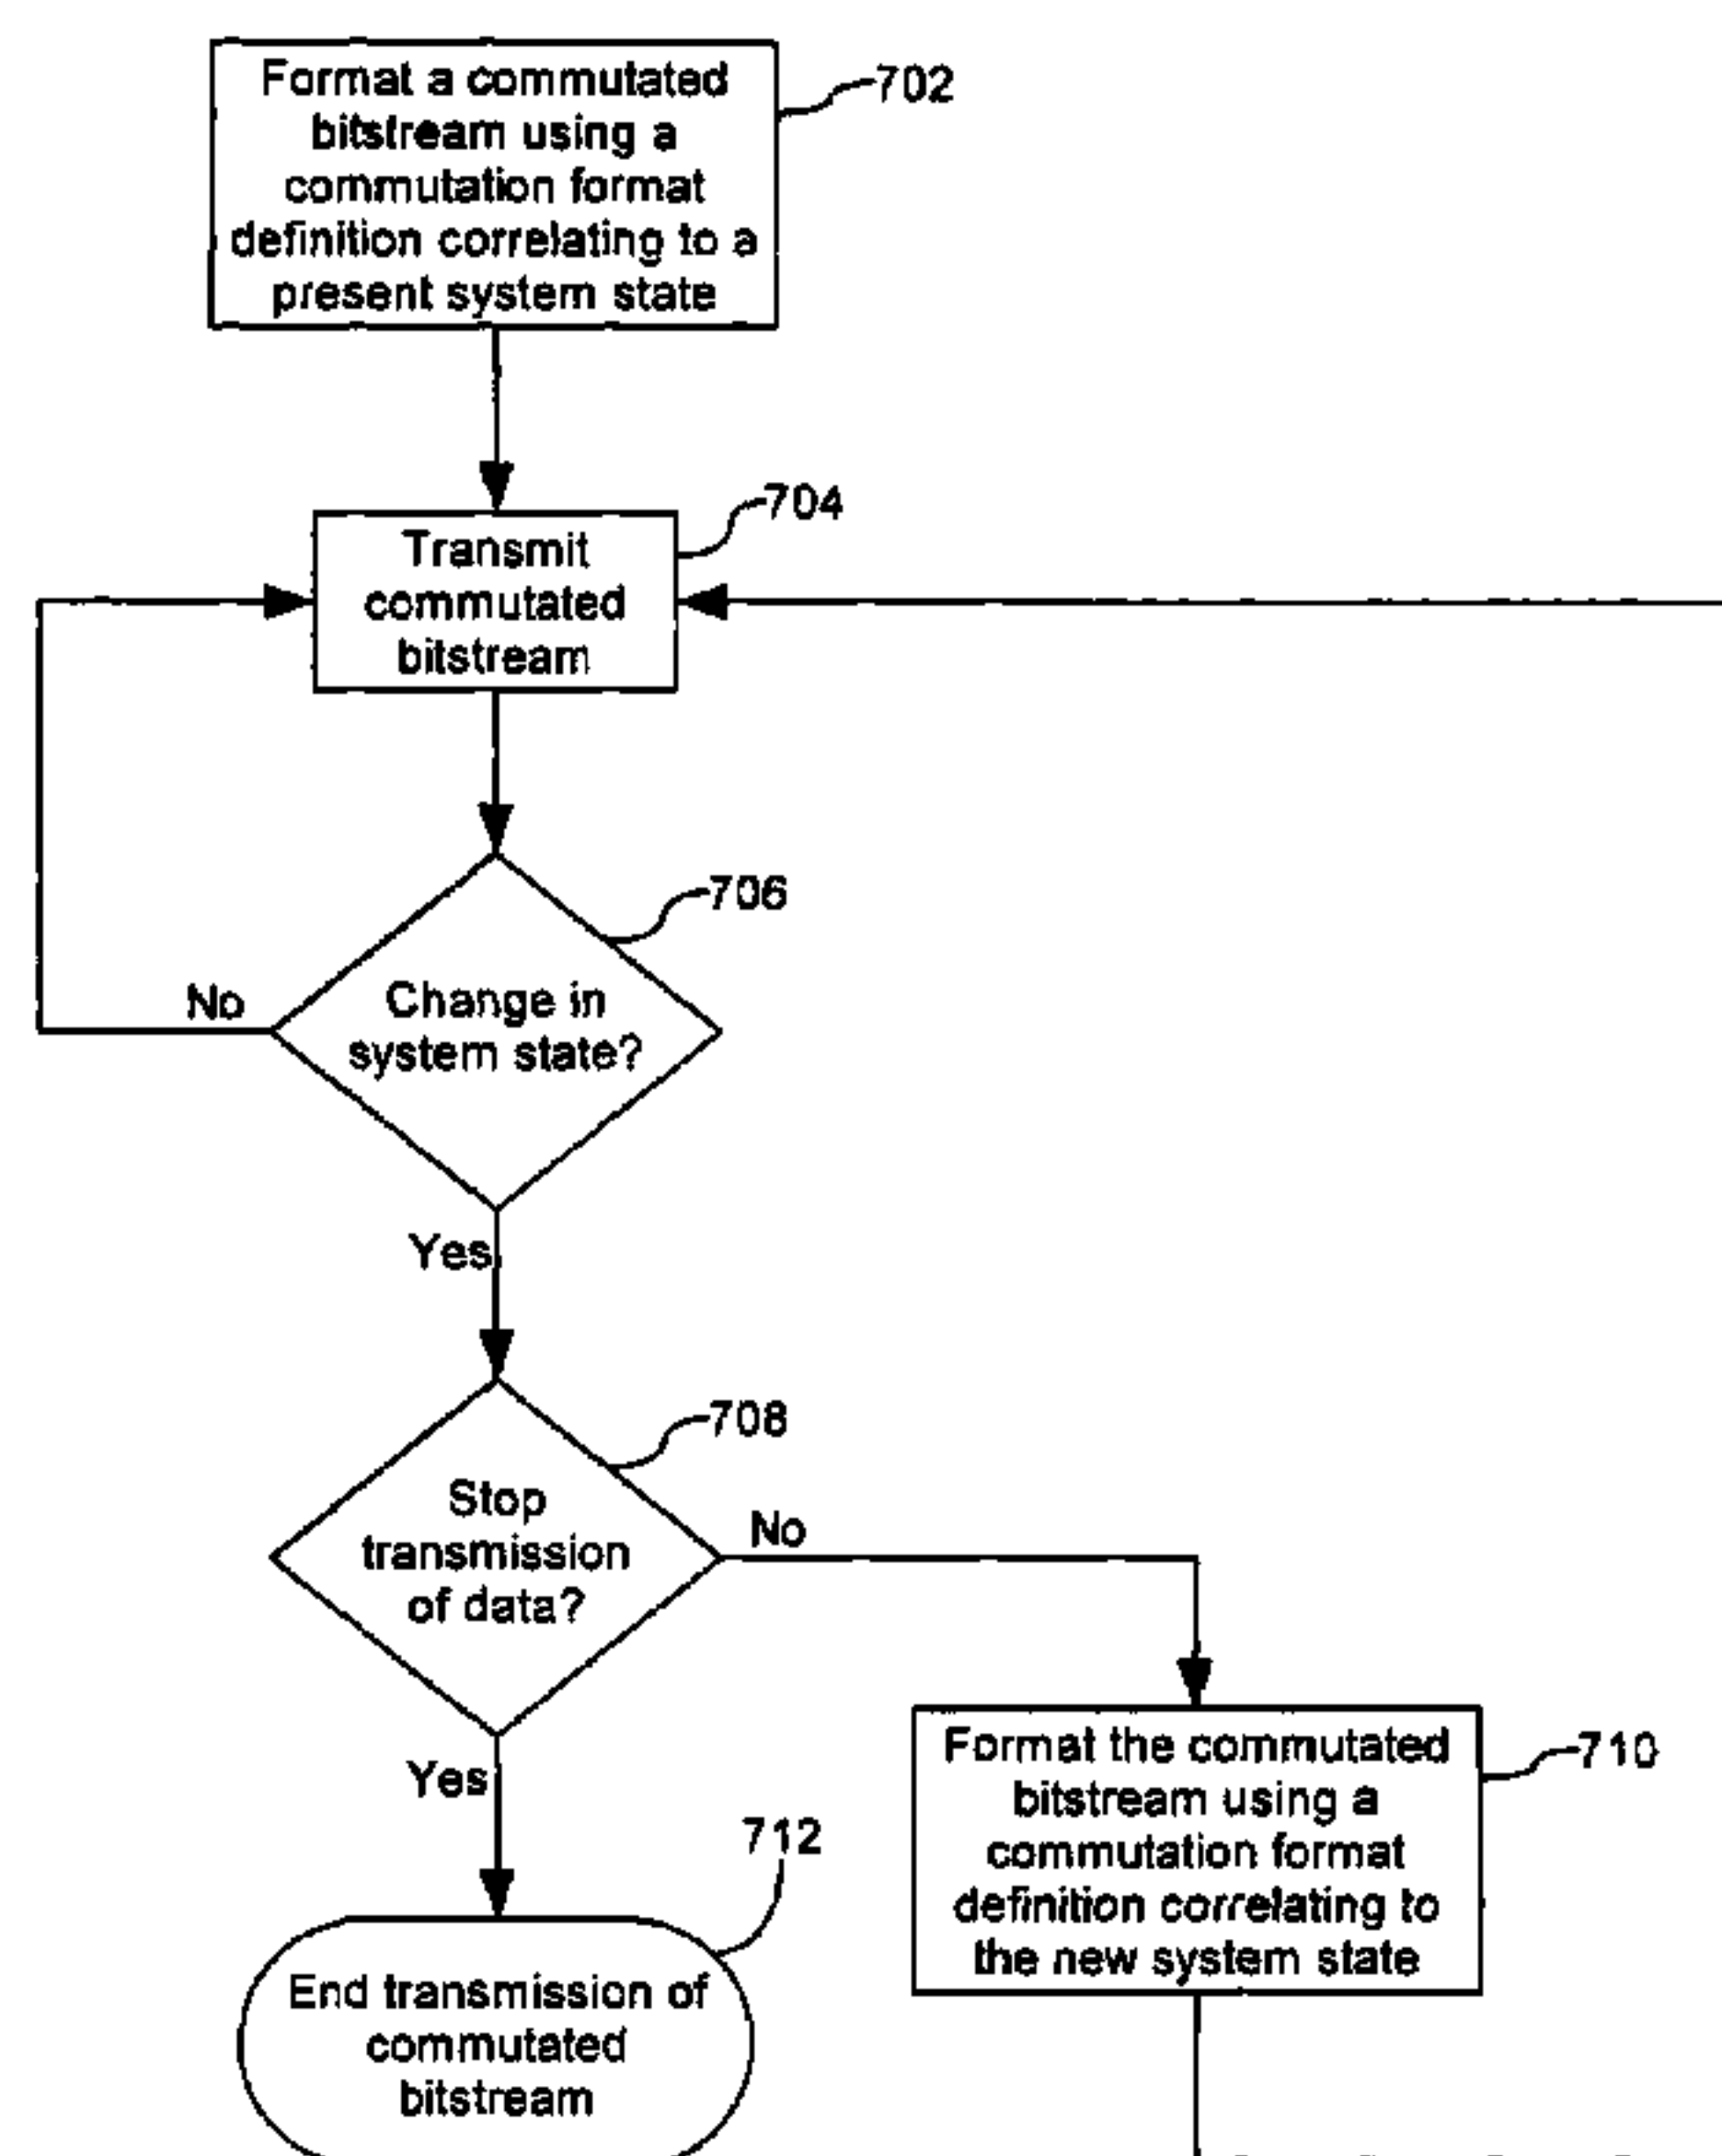 Format a commutated
bitstream using a
commutation format
definition correlating to a
present system state
702
Transmit
commutated
bitstream
704
706
Change in
system state?
No
Yes
708
Stop
transmission
of data?
No
Yes
Format the commutated
bitstream using a
commutation format
definition correlating to
the new system state
710
712
End transmission of
commutated
bitstream